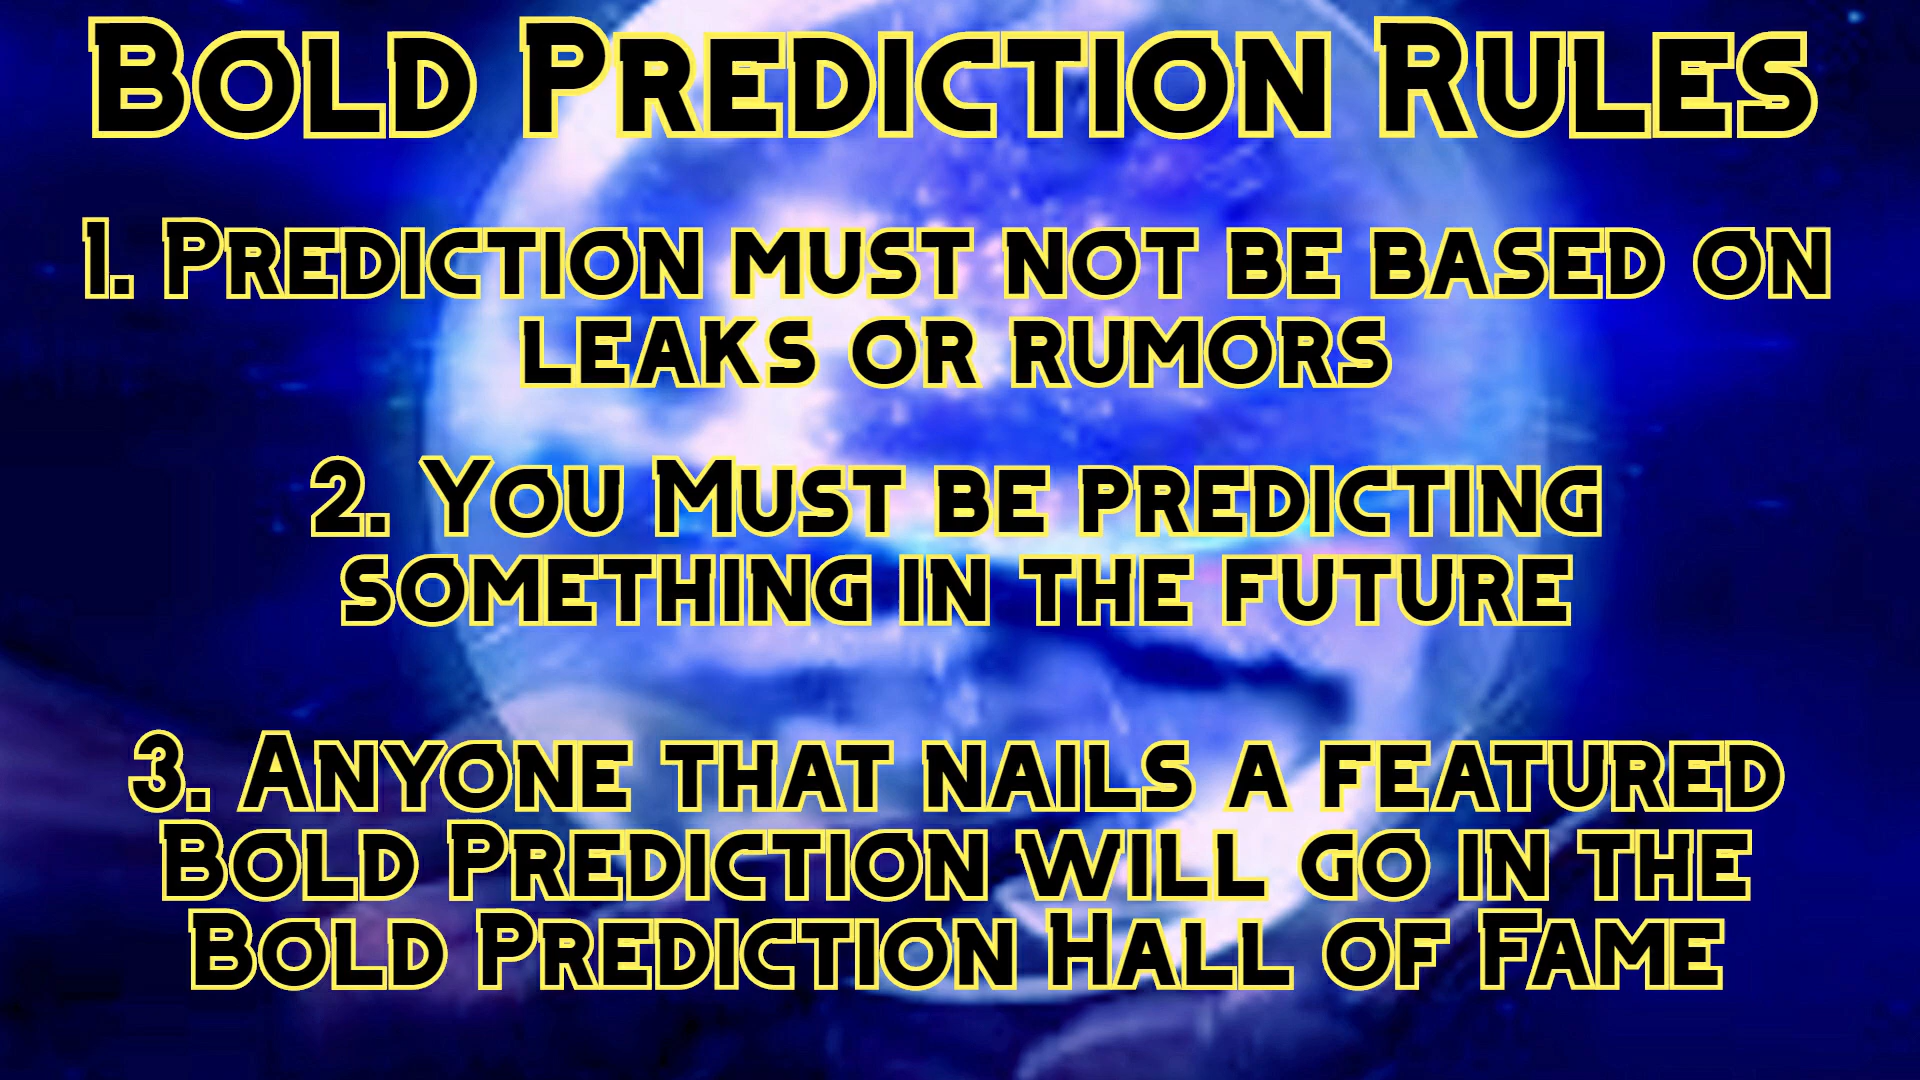 Bold Prediction Rules
1. Prediction must not be based on
leaks or rumors
2. You Must be predicting
something in the future
3. Anyone that nails a featured
Bold Prediction will go in the
Bold Prediction Hall of Fame